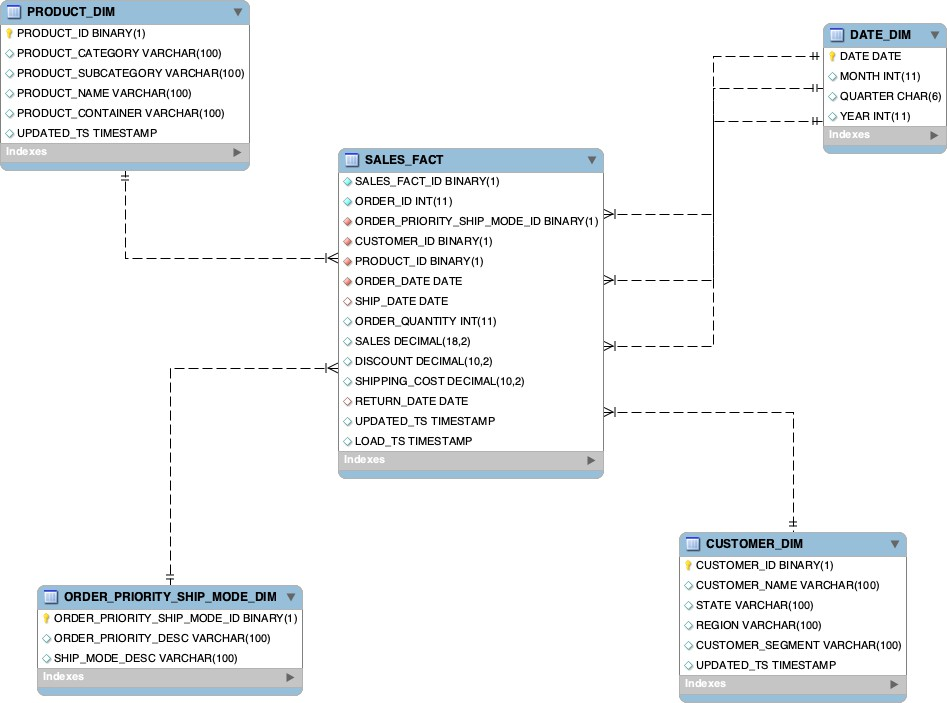 PRODUCT_DIM
PRODUCT_ID BINARY(1)
PRODUCT_CATEGORY VARCHAR(100)
PRODUCT_SUBCATEGORY VARCHAR(100)
PRODUCT_NAME VARCHAR(100)
PRODUCT_CONTAINER VARCHAR(100)
UPDATED_TS TIMESTAMP
Indexes
DATE_DIM
DATE DATE
MONTH INT(11)
QUARTER CHAR(6)
YEAR INT(11)
Indexes
SALES_FACT
SALES_FACT_ID BINARY(1)
ORDER_ID INT(11)
ORDER_PRIORITY_SHIP_MODE_ID BINARY(1)
CUSTOMER_ID BINARY(1)
PRODUCT_ID BINARY(1)
ORDER_DATE DATE
SHIP_DATE DATE
ORDER_QUANTITY INT(11)
SALES DECIMAL(18,2)
DISCOUNT DECIMAL(10,2)
SHIPPING_COST DECIMAL(10,2)
RETURN_DATE DATE
UPDATED_TS TIMESTAMP
LOAD_TS TIMESTAMP
Indexes
ORDER_PRIORITY_SHIP_MODE_DIM
ORDER_PRIORITY_SHIP_MODE_ID BINARY(1)
ORDER_PRIORITY_DESC VARCHAR(100)
SHIP_MODE_DESC VARCHAR(100)
Indexes
CUSTOMER_DIM
CUSTOMER_ID BINARY(1)
CUSTOMER_NAME VARCHAR(100)
STATE VARCHAR(100)
REGION VARCHAR(100)
CUSTOMER_SEGMENT VARCHAR(100)
UPDATED_TS TIMESTAMP
Indexes